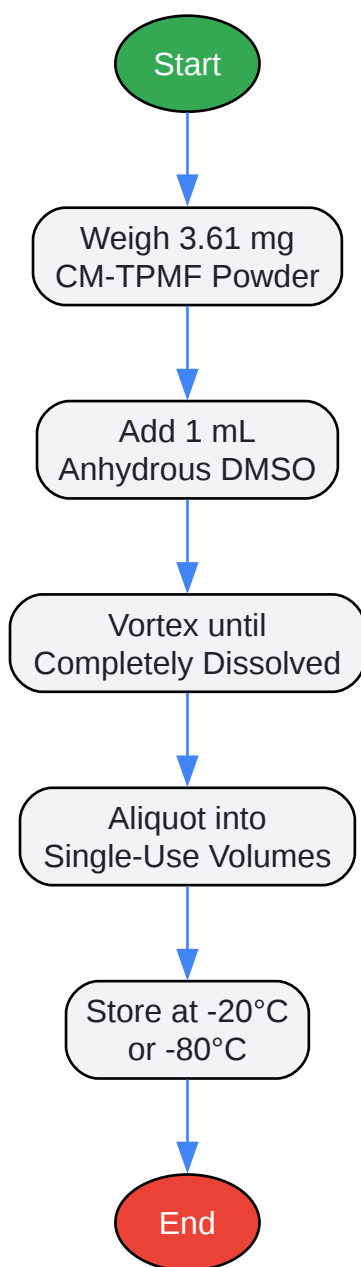 Start
Weigh 3.61 mg
CM-TPMF Powder
Add 1 mL
Anhydrous DMSO
Vortex until
Completely Dissolved
Aliquot into
Single-Use Volumes
Store at -20°C
or -80°C
End